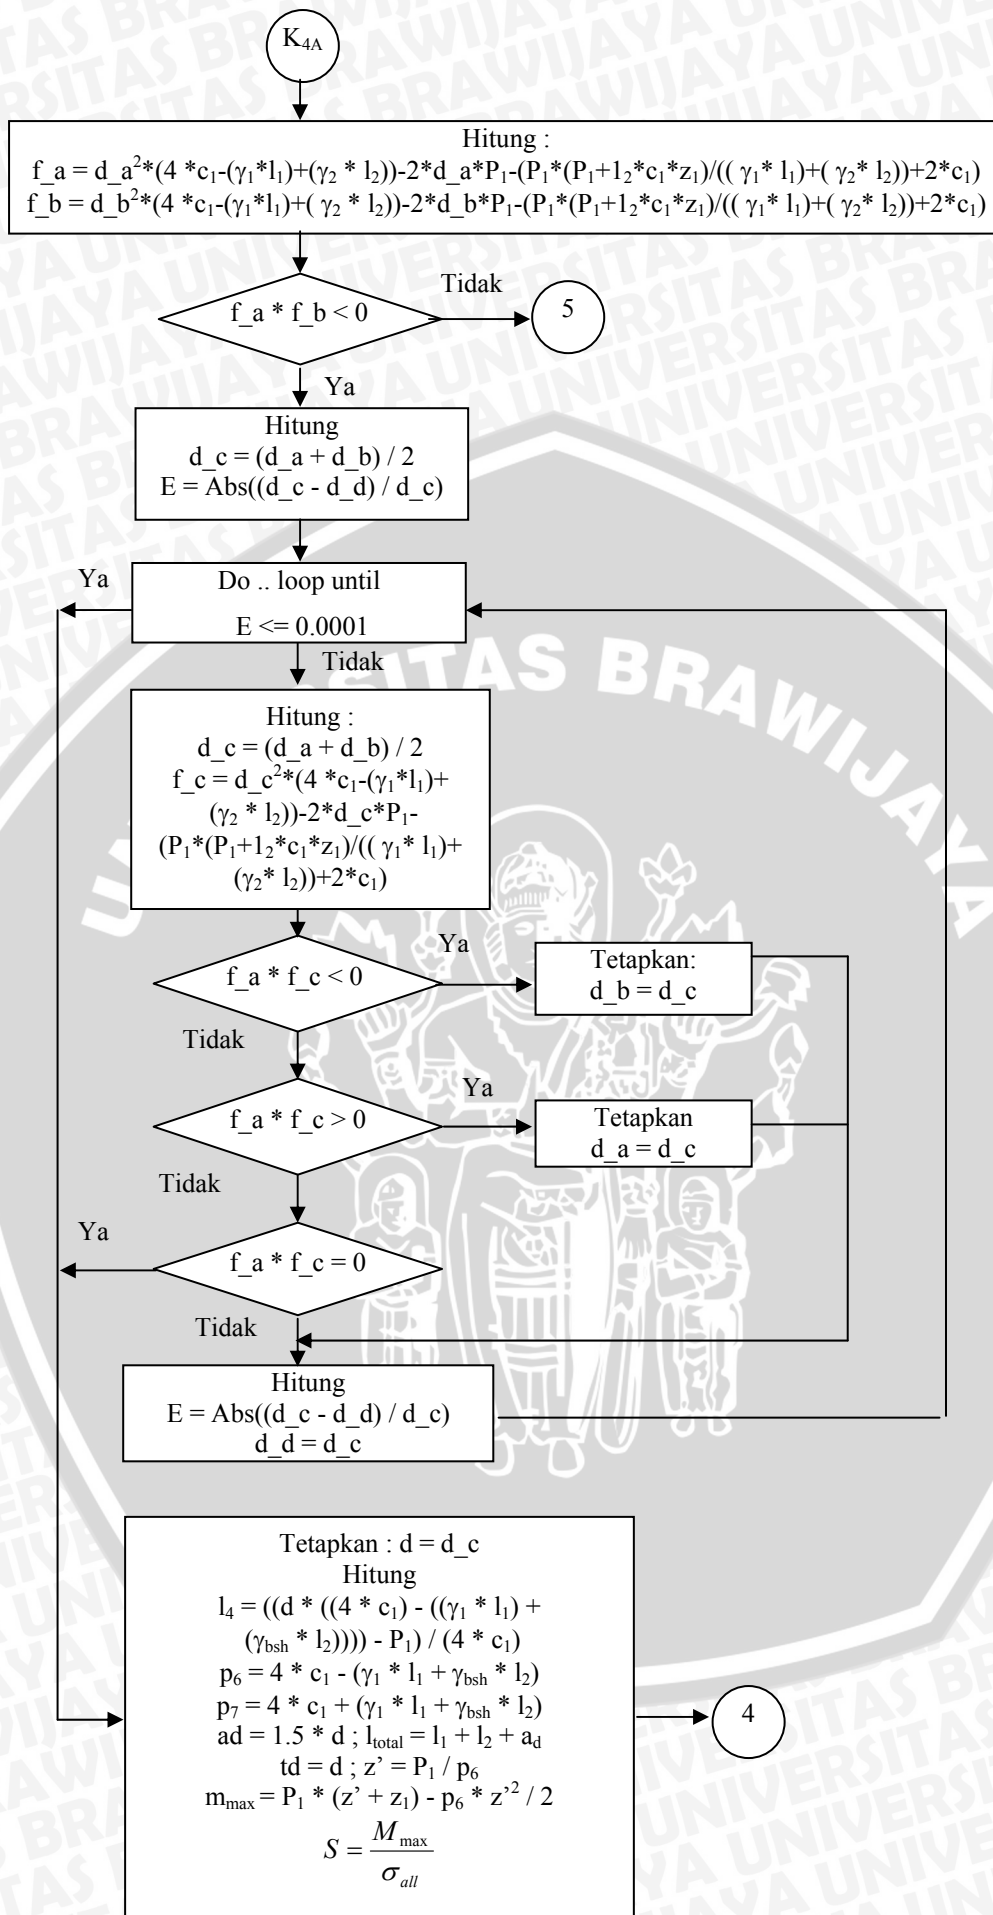 K₄A
Hitung :
f_a = d_a²*(4 *c₁-(γ₁*l₁)+(γ₂ * l₂))-2*d_a*P₁-(P₁*(P₁+1₂*c₁*z₁)/(( γ₁* l₁)+(γ₂* l₂))+2*c₁)
f_b = d_b²*(4 *c₁-(γ₁*l₁)+( γ₂ * l₂))-2*d_b*P₁-(P₁*(P₁+1₂*c₁*z₁)/(( γ₁* l₁)+(γ₂* l₂))+2*c₁)
f_a * f_b < 0
Tidak
5
Ya
Hitung
d_c = (d_a + d_b) / 2
E = Abs((d_c - d_d) / d_c)
Ya
Do .. loop until
E <= 0.0001
Tidak
Hitung :
d_c = (d_a + d_b) / 2
f_c = d_c²*(4 *c₁-(γ₁*l₁)+
(γ₂ * l₂))-2*d_c*P₁-
(P₁*(P₁+1₂*c₁*z₁)/(( γ₁* l₁)+
(γ₂* l₂))+2*c₁)
f_a * f_c < 0
Ya
Tetapkan:
d_b = d_c
Tidak
f_a * f_c > 0
Ya
Tetapkan
d_a = d_c
Tidak
Ya
f_a * f_c = 0
Tidak
Hitung
E = Abs((d_c - d_d) / d_c)
d_d = d_c
Tetapkan : d = d_c
Hitung
l₄ = ((d * ((4 * c₁) - ((γ₁ * l₁) +
(γbsh * l₂)))) - P₁) / (4 * c₁)
p₆ = 4 * c₁ - (γ₁ * l₁ + γbsh * l₂)
p₇ = 4 * c₁ + (γ₁ * l₁ + γbsh * l₂)
ad = 1.5 * d ; ltotal = l₁ + l₂ + ad
td = d ; z’ = P₁ / p₆
mmax = P₁ * (z’ + z₁) - p₆ * z’² / 2
S = Mmax / σall
4
UNIVERSITAS BRAWIJAYA